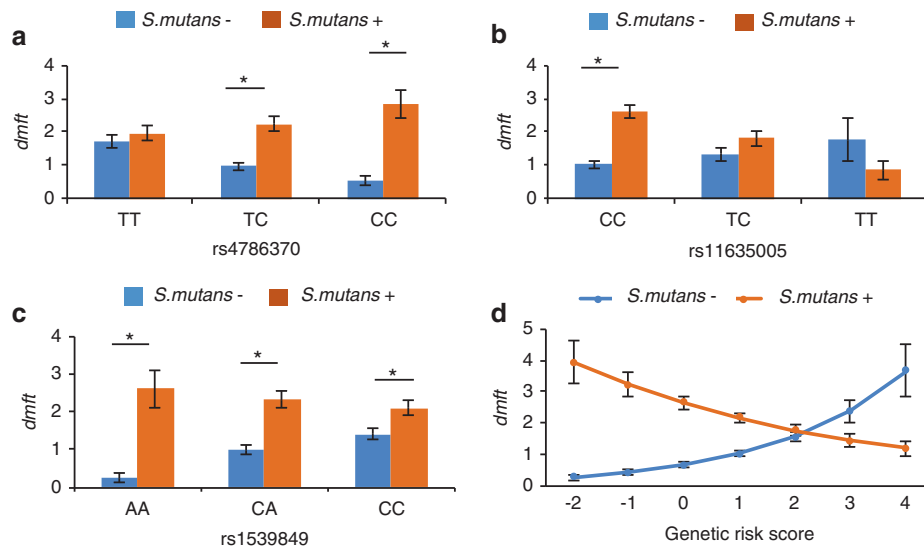 a
S.mutans - S.mutans +
*
*
4
3
2
1
0
dmft
TT TC CC
rs4786370
b
S.mutans - S.mutans +
*
4
3
2
1
0
dmft
CC TC TT
rs11635005
c
S.mutans - S.mutans +
* * *
4
3
2
1
0
dmft
AA CA CC
rs1539849
d
S.mutans - S.mutans +
5
4
3
2
1
0
dmft
-2 -1 0 1 2 3 4
Genetic risk score